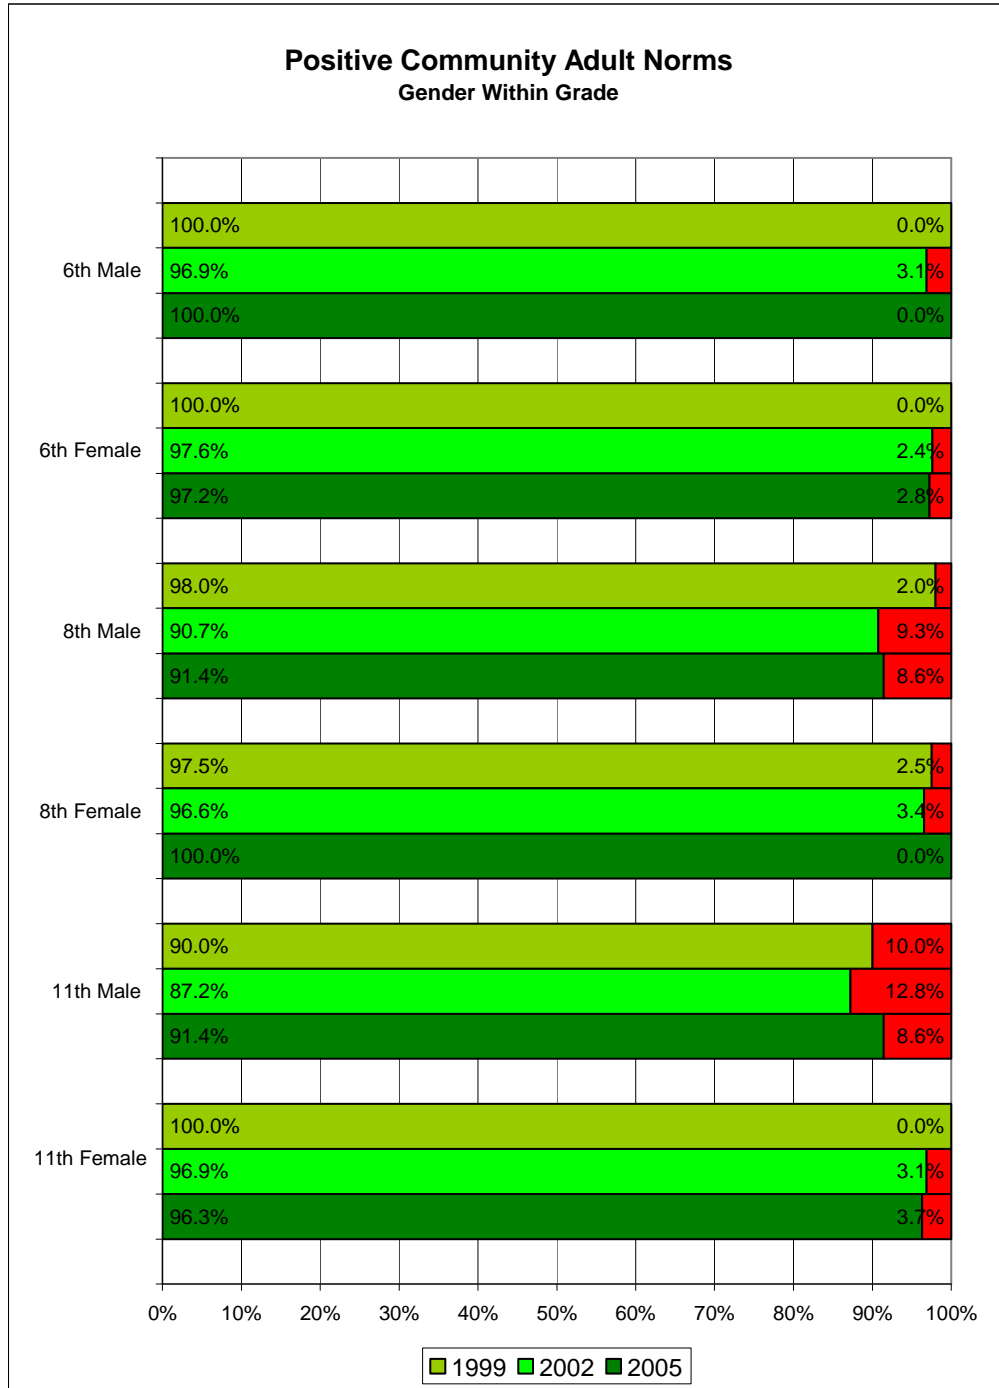 Positive Community Adult Norms
Gender Within Grade
100.0% 0.0%
6th Male 96.9% 3.1%
100.0% 0.0%
100.0% 0.0%
6th Female 97.6% 2.4%
97.2% 2.8%
98.0% 2.0%
8th Male 90.7% 9.3%
91.4% 8.6%
97.5% 2.5%
8th Female 96.6% 3.4%
100.0% 0.0%
90.0% 10.0%
11th Male 87.2% 12.8%
91.4% 8.6%
100.0% 0.0%
11th Female 96.9% 3.1%
96.3% 3.7%
0% 10% 20% 30% 40% 50% 60% 70% 80% 90% 100%
1999 2002 2005